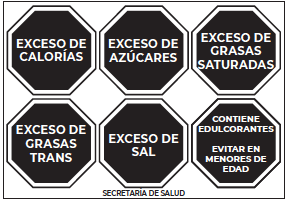 EXCESO DE
CALORÍAS
EXCESO DE
AZÚCARES
EXCESO DE
GRASAS
SATURADAS
EXCESO DE
GRASAS
TRANS
EXCESO DE
SAL
CONTIENE
EDULCORANTES
EVITAR EN
MENORES DE
EDAD
SECRETARÍA DE SALUD